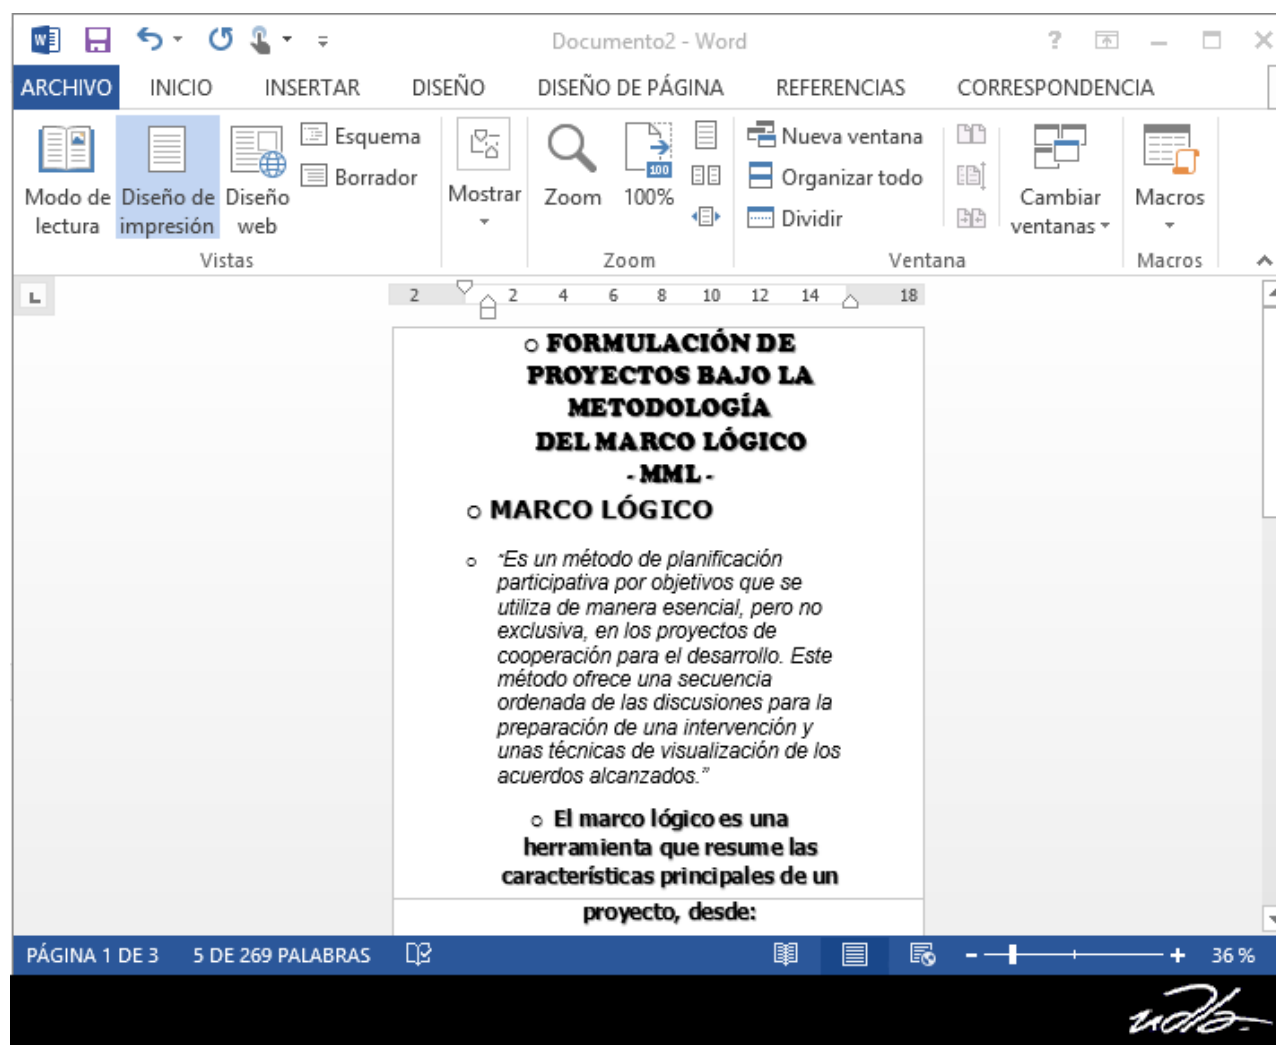 Documento2 - Word
ARCHIVO INICIO INSERTAR DISEÑO DISEÑO DE PÁGINA REFERENCIAS CORRESPONDENCIA
Modo de lectura
Diseño de impresión
Diseño web
Esquema
Borrador
Vistas
Mostrar
Zoom
100%
Zoom
Nueva ventana
Organizar todo
Dividir
Cambiar ventanas
Ventana
Macros
Macros
2 2 4 6 8 10 12 14 18
FORMULACIÓN DE
PROYECTOS BAJO LA
METODOLOGÍA
DEL MARCO LÓGICO
- MML -
MARCO LÓGICO
"Es un método de planificación
participativa por objetivos que se
utiliza de manera esencial, pero no
exclusiva, en los proyectos de
cooperación para el desarrollo. Este
método ofrece una secuencia
ordenada de las discusiones para la
preparación de una intervención y
unas técnicas de visualización de los
acuerdos alcanzados."
El marco lógico es una
herramienta que resume las
características principales de un
proyecto, desde:
PÁGINA 1 DE 3 5 DE 269 PALABRAS 36 %
udb